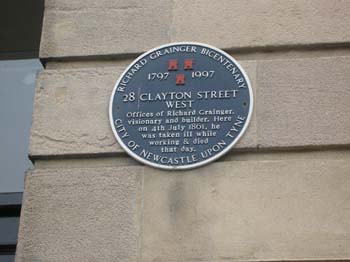 RICHARD GRAINGER BICENTENARY
1797 1997
28 CLAYTON STREET
WEST
Offices of Richard Grainger,
visionary and builder. Here
on 4th July 1861, he
was taken ill while
working & died
that day.
CITY OF NEWCASTLE UPON TYNE